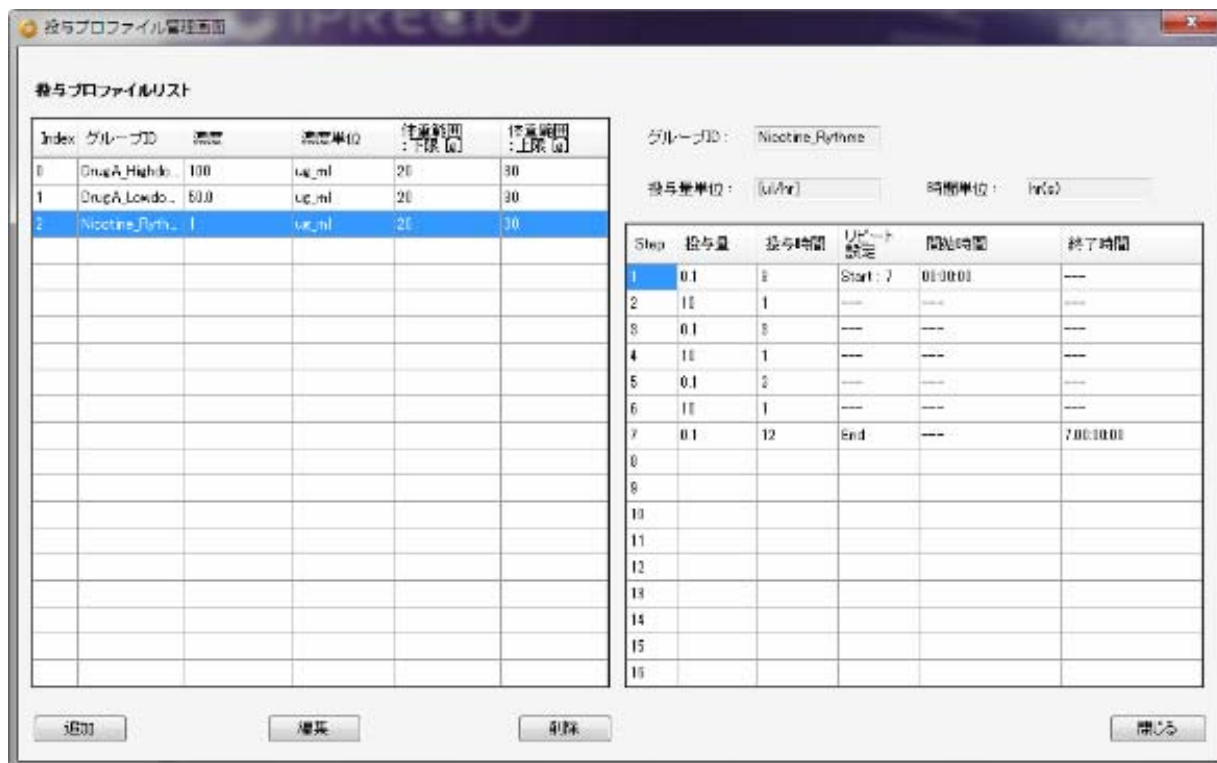 投与プロファイル管理画面
投与プロファイルリスト
Index グループID 濃度 濃度単位 体重範囲：下限 [g] 体重範囲：上限 [g]
0 DrugA_Highdo... 100 ug_ml 20 30
1 DrugA_Lowdo... 50.0 ug_ml 20 30
2 Nicotine_Ryth... 1 ug_ml 20 30
グループID： Nicotine_Rythme
投与量単位： [ul/hr] 時間単位： hr(s)
Step 投与量 投与時間 リピート設定 開始時間 終了時間
1 0.1 Start : 7 00:00:00 ---
2 10 1 --- --- ---
3 0.1 3 --- --- ---
4 10 1 --- --- ---
5 0.1 3 --- --- ---
6 10 1 --- --- ---
7 0.1 12 End --- 7.00:00:00
8
9
10
11
12
13
14
15
16
追加 編集 削除 閉じる